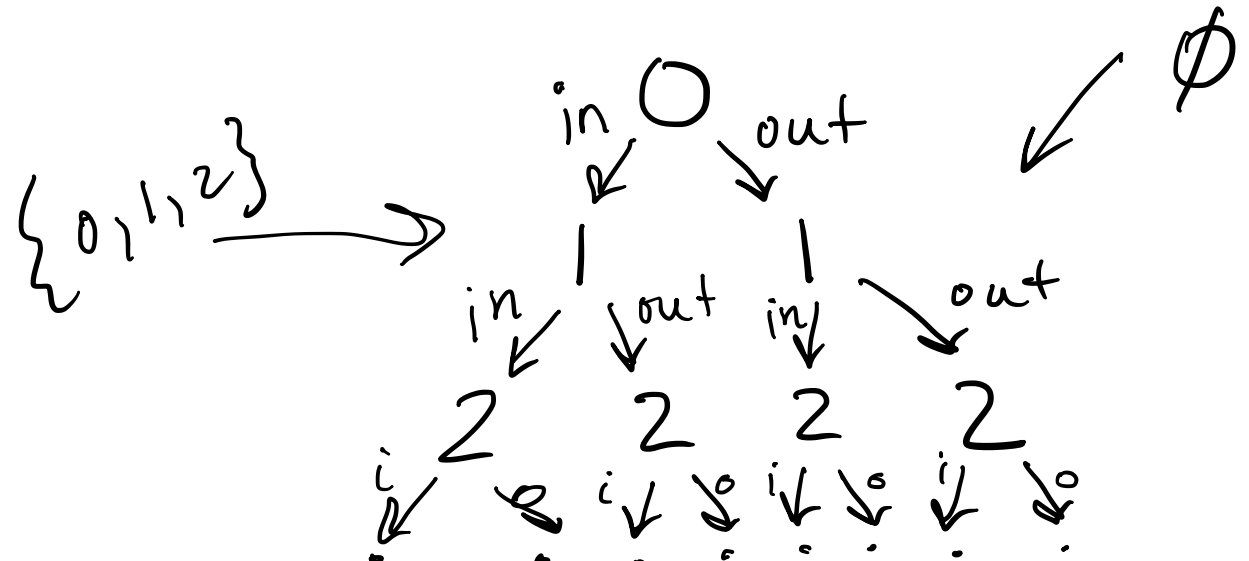 ∅
in 0 out
{0,1,2}
1 1
in out in out
2 2 2 2
i o i o i o i o